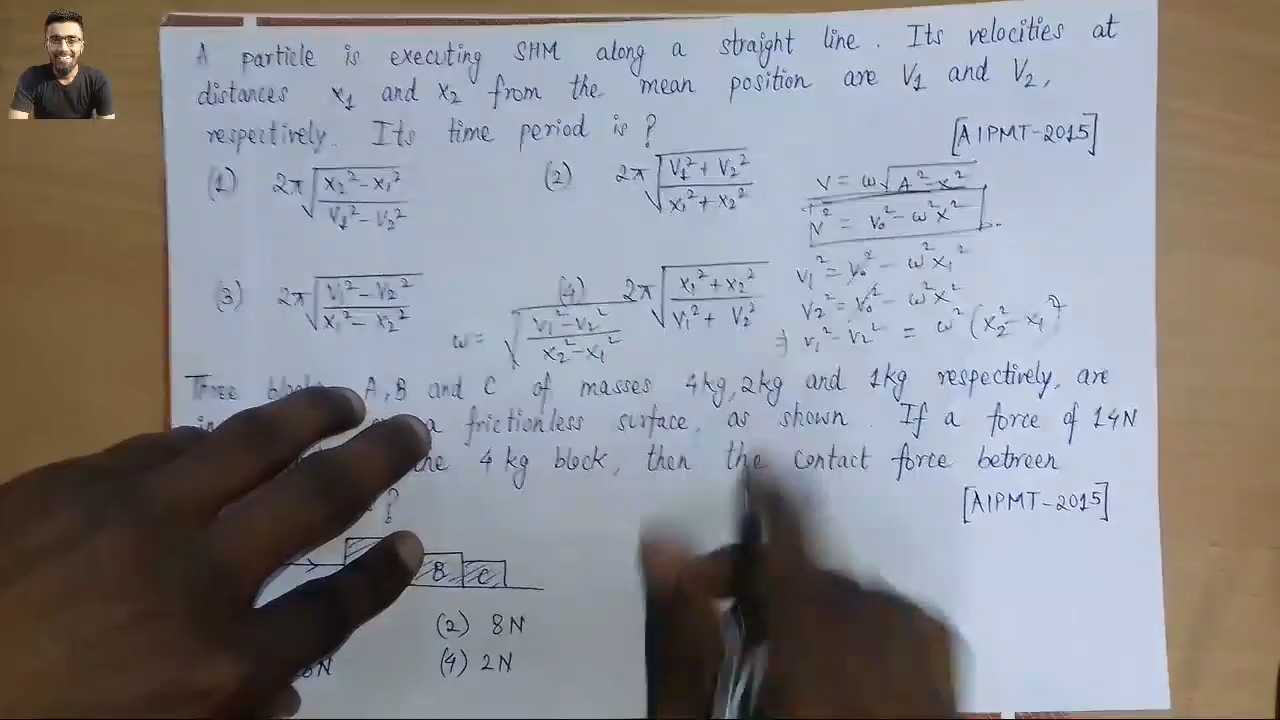 A particle is executing SHM along a straight line. Its velocities at
distances x₁ and x₂ from the mean position are V₁ and V₂,
respectively. Its time period is ?
[AIPMT-2015]
(1) 2π√((x₂²-x₁²)/(V₁²-V₂²)) (2) 2π√((V₁²+V₂²)/(x₁²+x₂²))
V = ω√(A²-x²)
V² = V₀²-ω²x²
V₁² = V₀² - ω²x₁²
V₂² = V₀² - ω²x²
⇒ V₁²-V₂² = ω²(x₂²-x₁²)
(3) 2π√((V₁²-V₂²)/(x₁²-x₂²)) (4) 2π√((x₁²+x₂²)/(V₁²+V₂²))
ω = √((V₁²-V₂²)/(x₂²-x₁²))
Three A, B and C of masses 4kg, 2kg and 1kg respectively, are
a frictionless surface, as shown. If a force of 14N
4 kg block, then the contact force between
?
[AIPMT-2015]
B C
(2) 8N
(4) 2N